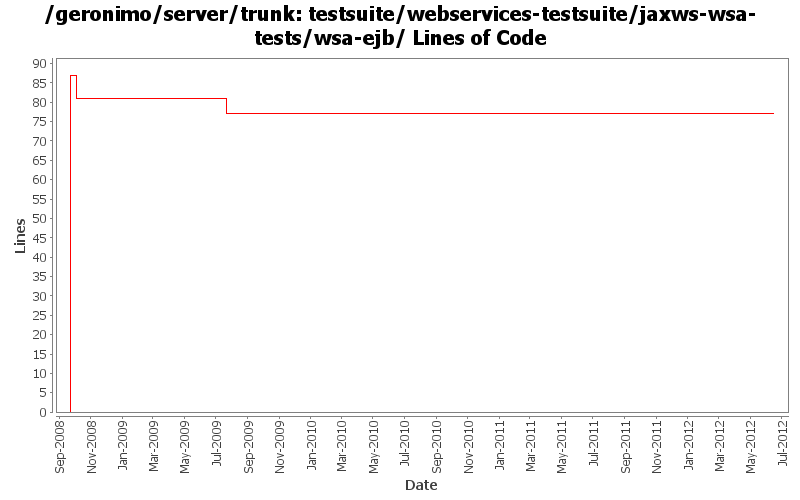 /geronimo/server/trunk: testsuite/webservices-testsuite/jaxws-wsa-
tests/wsa-ejb/ Lines of Code
90
85
80
75
70
65
60
55
50
45
40
35
30
25
20
15
10
5
0
Lines
Sep-2008
Nov-2008
Jan-2009
Mar-2009
May-2009
Jul-2009
Sep-2009
Nov-2009
Jan-2010
Mar-2010
May-2010
Jul-2010
Sep-2010
Nov-2010
Jan-2011
Mar-2011
May-2011
Jul-2011
Sep-2011
Nov-2011
Jan-2012
Mar-2012
May-2012
Jul-2012
Date